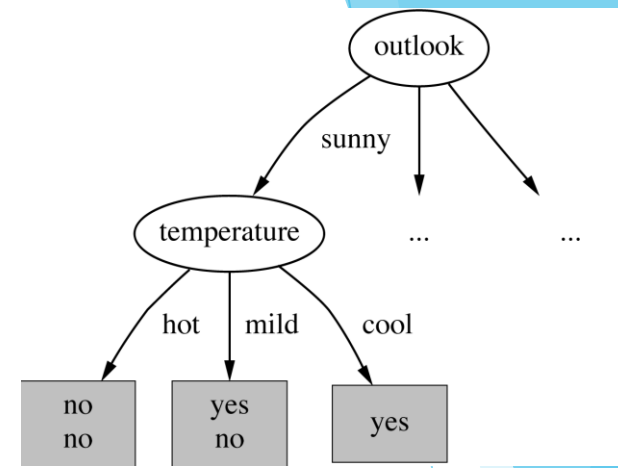 outlook
sunny
temperature
...
...
hot
mild
cool
no
no
yes
no
yes